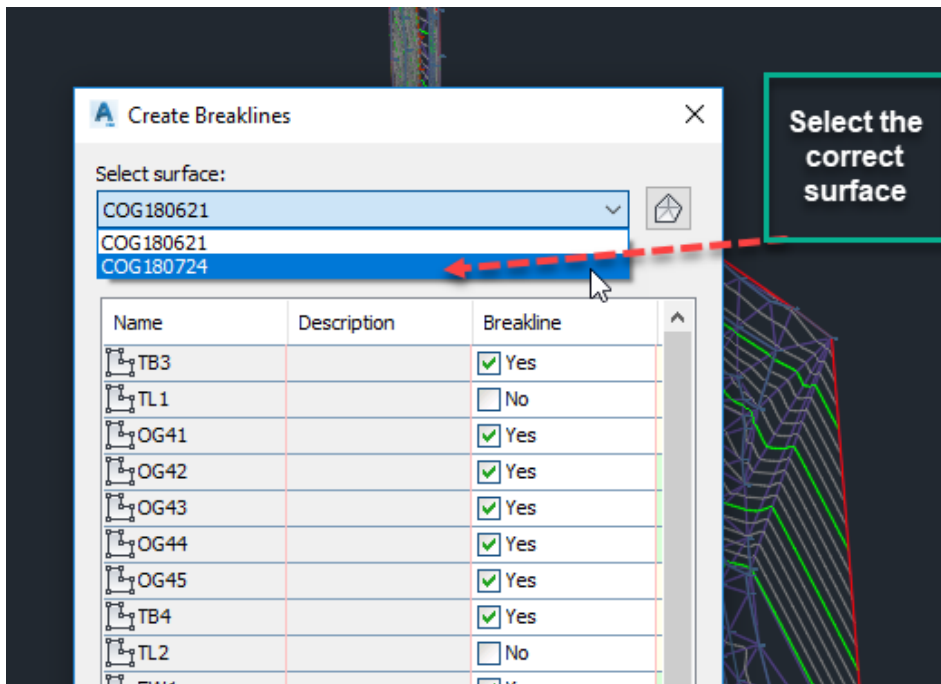 Create Breaklines
Select the
correct
surface
Select surface:
COG180621
COG180621
COG180724
Name Description Breakline
TB3 Yes
TL1 No
OG41 Yes
OG42 Yes
OG43 Yes
OG44 Yes
OG45 Yes
TB4 Yes
TL2 No